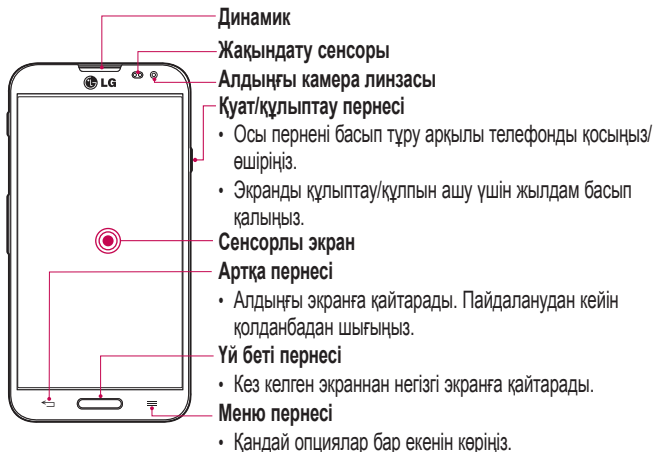 Динамик
Жақындату сенсоры
Алдыңғы камера линзасы
Қуат/құлыптау пернесі
• Осы пернені басып тұру арқылы телефонды қосыңыз/
өшіріңіз.
• Экранды құлыптау/құлпын ашу үшін жылдам басып
қалыңыз.
Сенсорлы экран
Артқа пернесі
• Алдыңғы экранға қайтарады. Пайдаланудан кейін
қолданбадан шығыңыз.
Үй беті пернесі
• Кез келген экраннан негізгі экранға қайтарады.
Меню пернесі
• Қандай опциялар бар екенін көріңіз.
LG